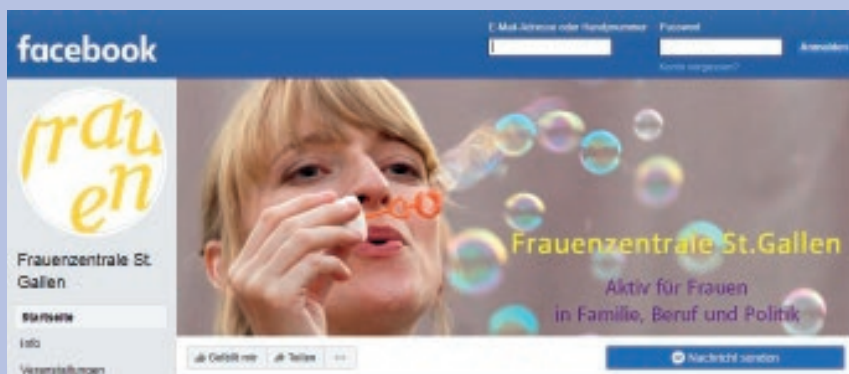 facebook
E-Mail-Adresse oder Handynummer
Passwort
Anmelden
Konto vergessen?
frau
en
Frauenzentrale St.
Gallen
Startseite
Info
Veranstaltungen
Frauenzentrale St.Gallen
Aktiv für Frauen
in Familie, Beruf und Politik
Gefällt mir
Teilen
Nachricht senden